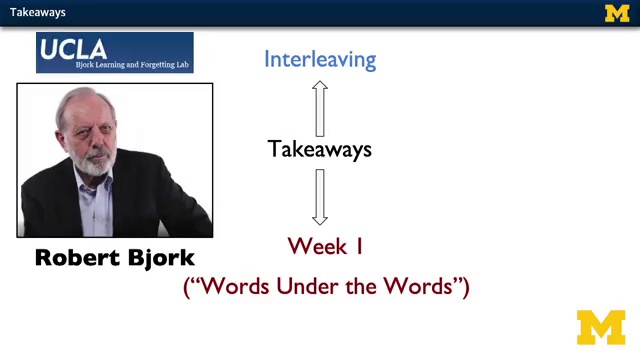 Takeaways
M
UCLA
Bjork Learning and Forgetting Lab
Interleaving
Takeaways
Robert Bjork
Week 1
(“Words Under the Words”)
M